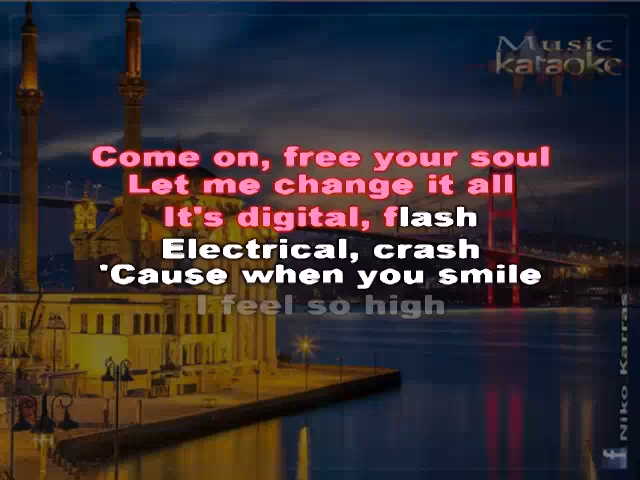 Music
karaoke
Come on, free your soul
Let me change it all
It's digital, flash
Electrical, crash
'Cause when you smile
I feel so high
f Niko Karras